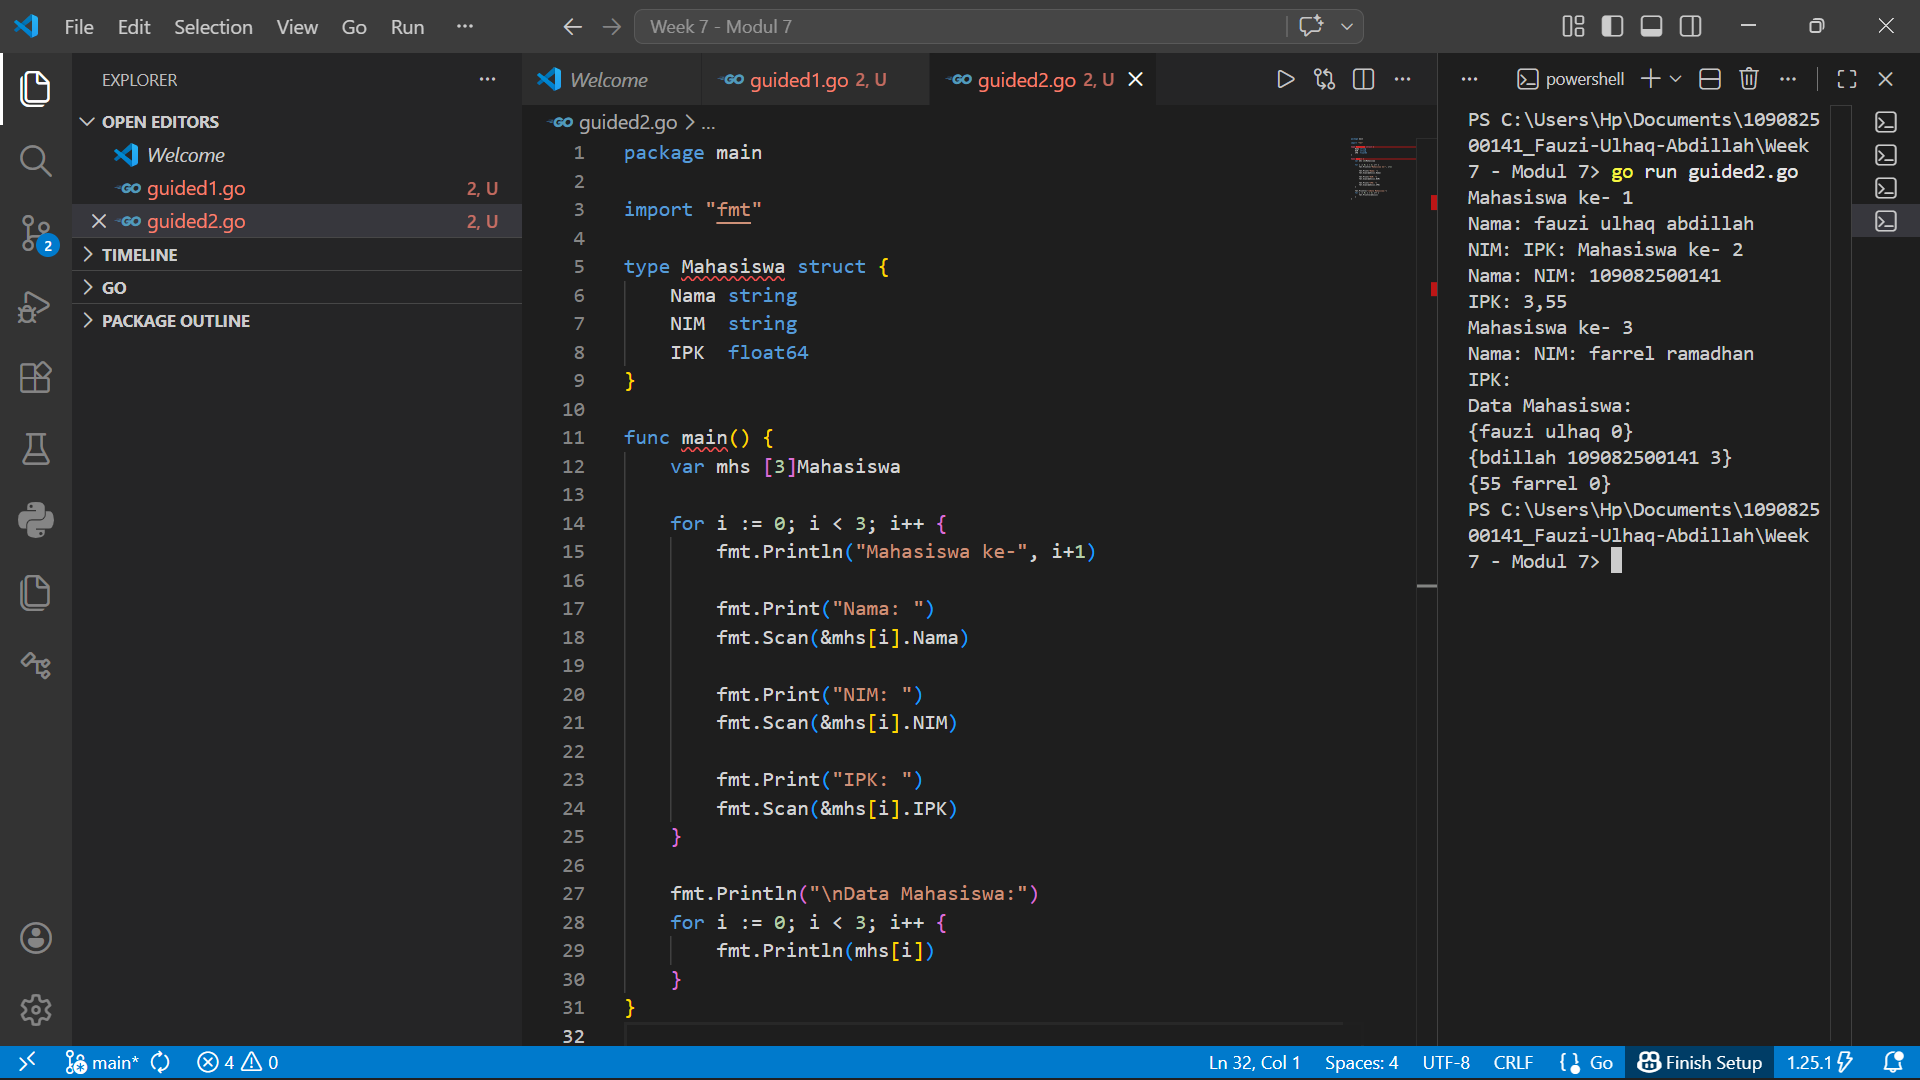 File Edit Selection View Go Run ···
Week 7 - Modul 7
EXPLORER ···
OPEN EDITORS
Welcome
guided1.go 2, U
guided2.go 2, U
TIMELINE
GO
PACKAGE OUTLINE
2
Welcome
guided1.go 2, U
guided2.go 2, U
guided2.go > ...
1 package main
2
3 import "fmt"
4
5 type Mahasiswa struct {
6 Nama string
7 NIM  string
8 IPK  float64
9 }
10
11 func main() {
12 var mhs [3]Mahasiswa
13
14 for i := 0; i < 3; i++ {
15 fmt.Println("Mahasiswa ke-", i+1)
16
17 fmt.Print("Nama: ")
18 fmt.Scan(&mhs[i].Nama)
19
20 fmt.Print("NIM: ")
21 fmt.Scan(&mhs[i].NIM)
22
23 fmt.Print("IPK: ")
24 fmt.Scan(&mhs[i].IPK)
25 }
26
27 fmt.Println("\nData Mahasiswa:")
28 for i := 0; i < 3; i++ {
29 fmt.Println(mhs[i])
30 }
31 }
32
··· powershell ···
PS C:\Users\Hp\Documents\1090825
00141_Fauzi-Ulhaq-Abdillah\Week
7 - Modul 7> go run guided2.go
Mahasiswa ke- 1
Nama: fauzi ulhaq abdillah
NIM: IPK: Mahasiswa ke- 2
Nama: NIM: 109082500141
IPK: 3,55
Mahasiswa ke- 3
Nama: NIM: farrel ramadhan
IPK:
Data Mahasiswa:
{fauzi ulhaq 0}
{bdillah 109082500141 3}
{55 farrel 0}
PS C:\Users\Hp\Documents\1090825
00141_Fauzi-Ulhaq-Abdillah\Week
7 - Modul 7>
main* 4 0 Ln 32, Col 1 Spaces: 4 UTF-8 CRLF Go Finish Setup 1.25.1